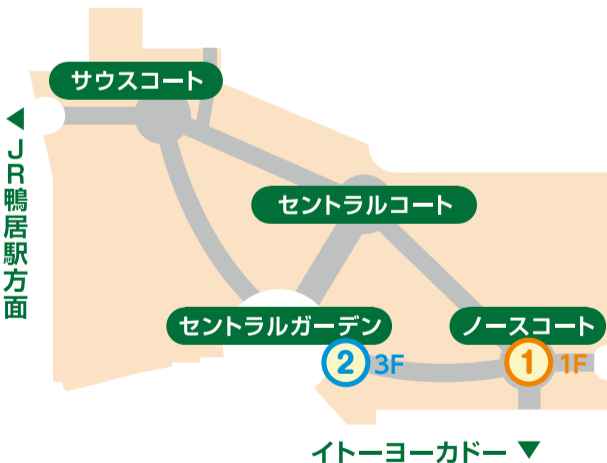 サウスコート
◀JR鴨居駅方面
セントラルコート
セントラルガーデン
ノースコート
2 3F
1 1F
イトーヨーカドー ▼